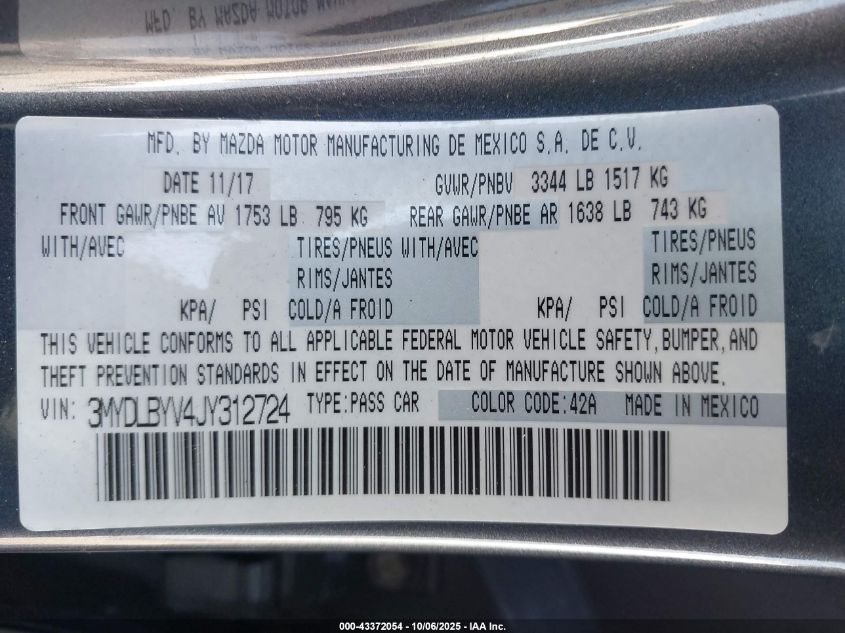 MFD. BY MAZDA MOTOR MANUFACTURING DE MEXICO S.A. DE C.V.
DATE 11/17 GVWR/PNBV 3344 LB 1517 KG
FRONT GAWR/PNBE AV 1753 LB 795 KG REAR GAWR/PNBE AR 1638 LB 743 KG
WITH/AVEC TIRES/PNEUS WITH/AVEC TIRES/PNEUS
RIMS/JANTES RIMS/JANTES
KPA/ PSI COLD/A FROID KPA/ PSI COLD/A FROID
THIS VEHICLE CONFORMS TO ALL APPLICABLE FEDERAL MOTOR VEHICLE SAFETY, BUMPER, AND
THEFT PREVENTION STANDARDS IN EFFECT ON THE DATE OF MANUFACTURE SHOWN ABOVE.
VIN: 3MYDLBYV4JY312724 TYPE:PASS CAR COLOR CODE:42A MADE IN MEXICO
000-43372054 - 10/06/2025 - IAA Inc.